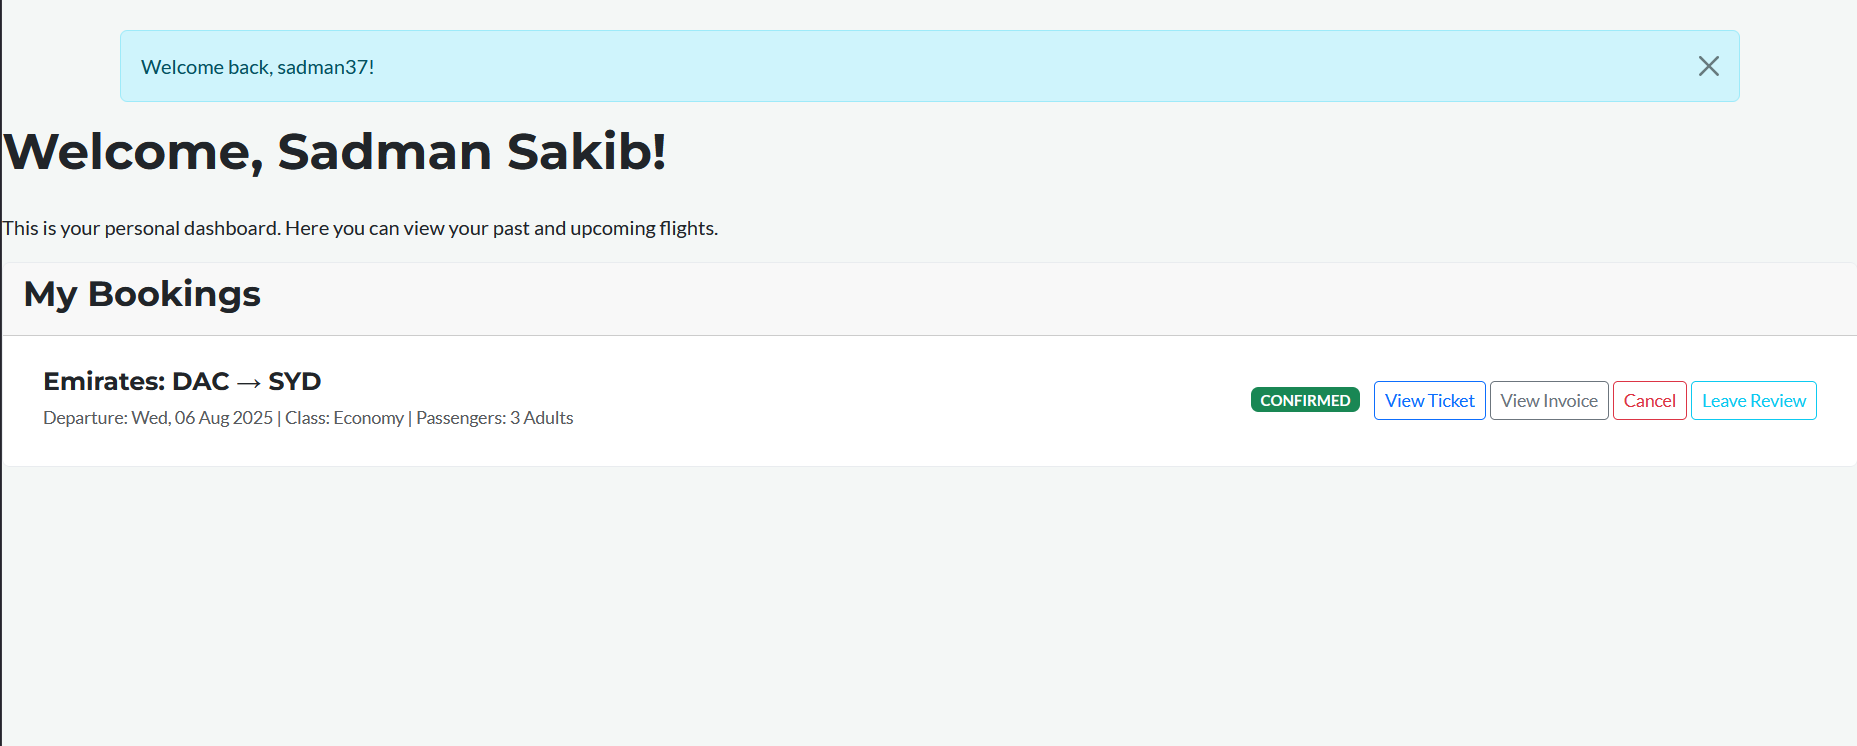 Welcome back, sadman37!
Welcome, Sadman Sakib!
This is your personal dashboard. Here you can view your past and upcoming flights.
My Bookings
Emirates: DAC → SYD
Departure: Wed, 06 Aug 2025 | Class: Economy | Passengers: 3 Adults
CONFIRMED View Ticket View Invoice Cancel Leave Review